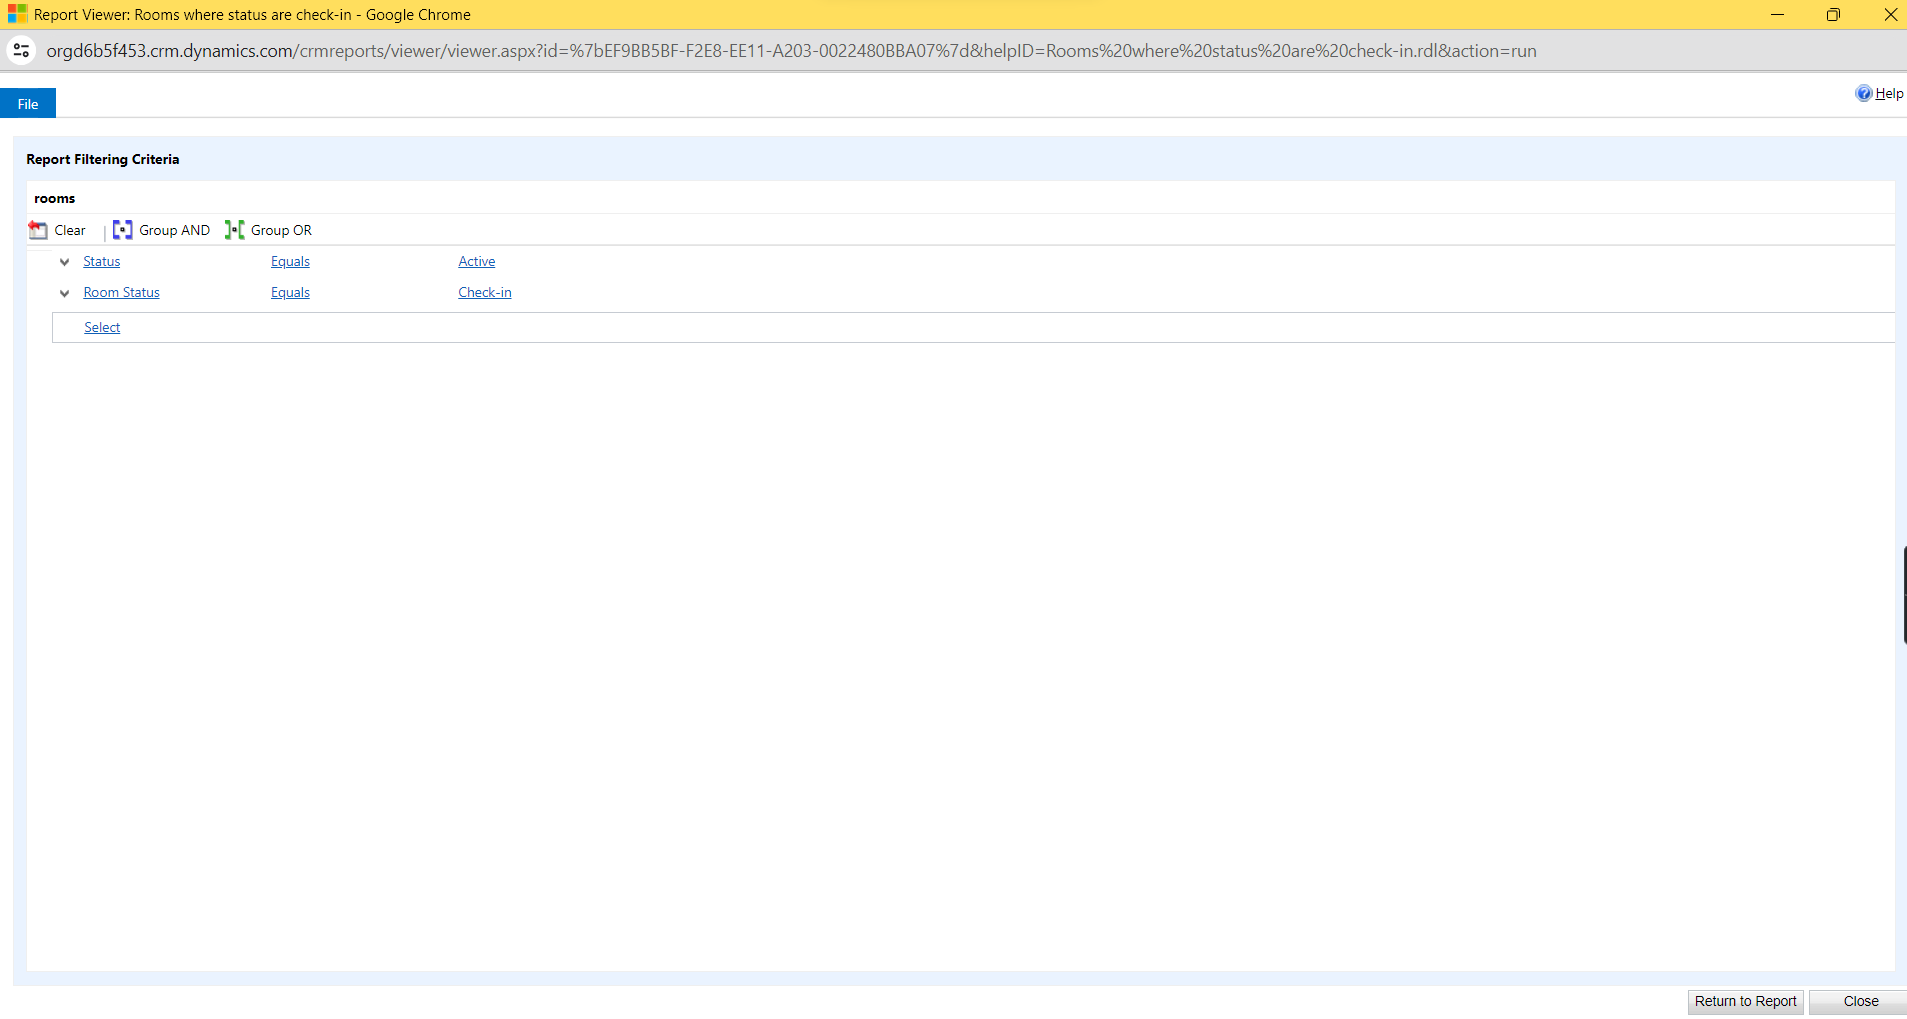 Report Viewer: Rooms where status are check-in - Google Chrome
orgd6b5f453.crm.dynamics.com/crmreports/viewer/viewer.aspx?id=%7bEF9BB5BF-F2E8-EE11-A203-0022480BBA07%7d&helpID=Rooms%20where%20status%20are%20check-in.rdl&action=run
File
Help
Report Filtering Criteria
rooms
Clear | Group AND Group OR
Status Equals Active
Room Status Equals Check-in
Select
Return to Report Close